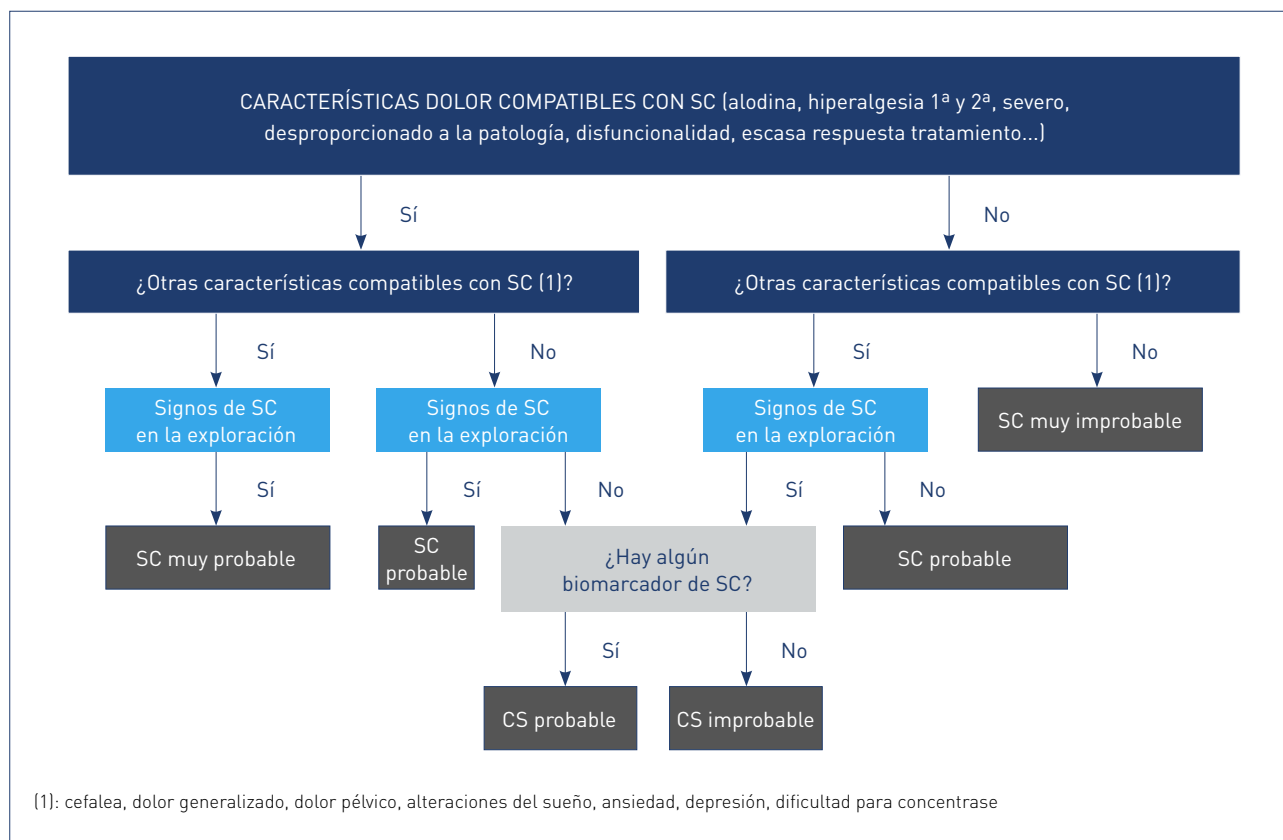 CARACTERÍSTICAS DOLOR COMPATIBLES CON SC (alodina, hiperalgesia 1ª y 2ª, severo,
desproporcionado a la patología, disfuncionalidad, escasa respuesta tratamiento...)
Sí
No
¿Otras características compatibles con SC (1)?
¿Otras características compatibles con SC (1)?
Sí
No
Sí
No
Signos de SC
en la exploración
Signos de SC
en la exploración
Signos de SC
en la exploración
SC muy improbable
Sí
Sí
No
Sí
No
SC muy probable
SC
probable
¿Hay algún
biomarcador de SC?
SC probable
Sí
No
CS probable
CS improbable
(1): cefalea, dolor generalizado, dolor pélvico, alteraciones del sueño, ansiedad, depresión, dificultad para concentrase